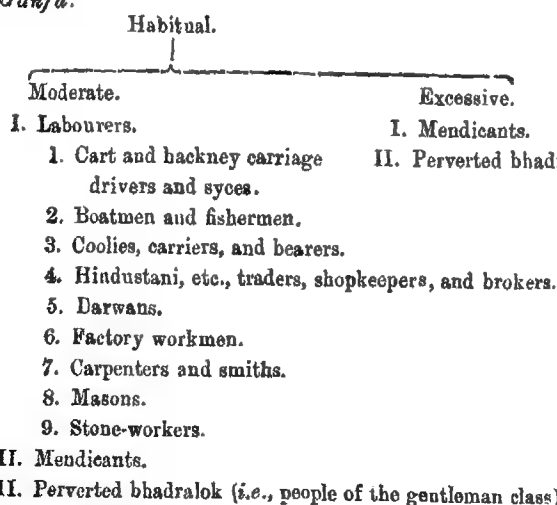 Ganja.
Habitual.
Moderate. Excessive.
I. Labourers. I. Mendicants.
1. Cart and hackney carriage II. Perverted bhad
drivers and syces.
2. Boatmen and fishermen.
3. Coolies, carriers, and bearers.
4. Hindustani, etc., traders, shopkeepers, and brokers.
5. Darwans.
6. Factory workmen.
7. Carpenters and smiths.
8. Masons.
9. Stone-workers.
II. Mendicants.
II. Perverted bhadralok (i.e., people of the gentleman class)